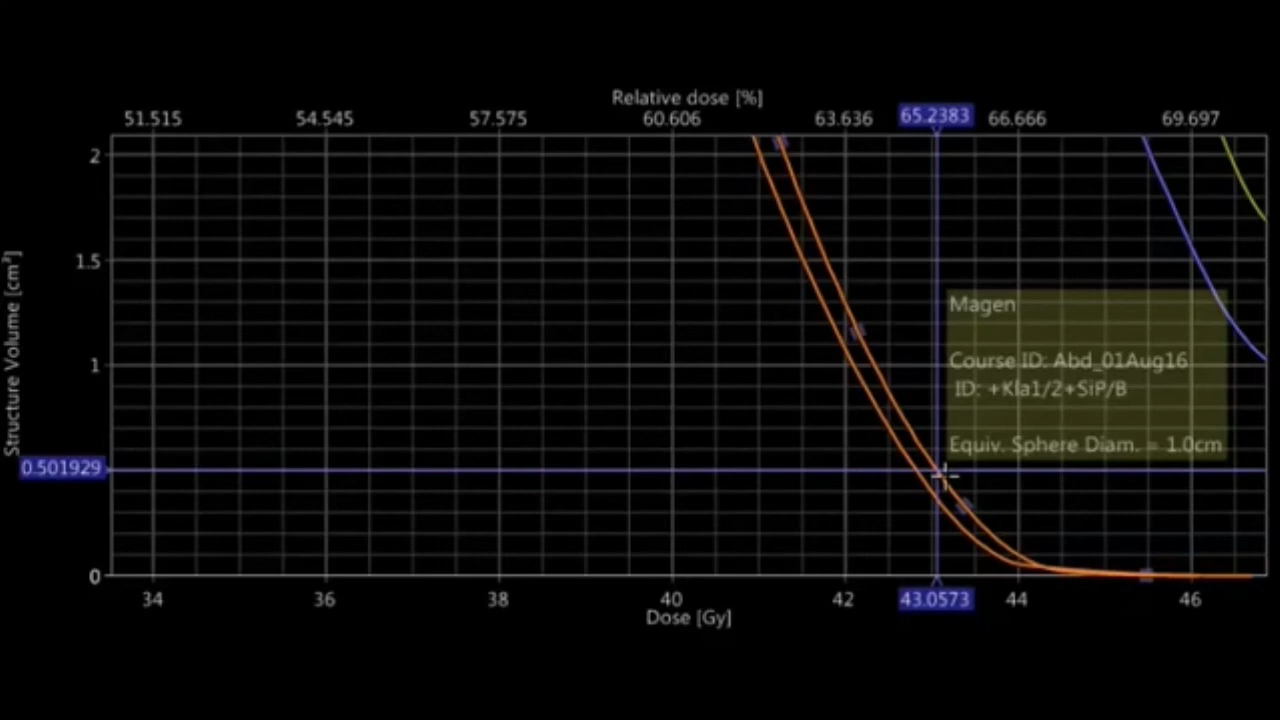 Relative dose [%]
51.515 54.545 57.575 60.606 63.636 65.2383 66.666 69.697
2
1.5
1
0.501929
0
Structure Volume [cm³]
Magen
Course ID: Abd_01Aug16
ID: +Kla1/2+SiP/B
Equiv. Sphere Diam. = 1.0cm
34 36 38 40 42 43.0573 44 46
Dose [Gy]